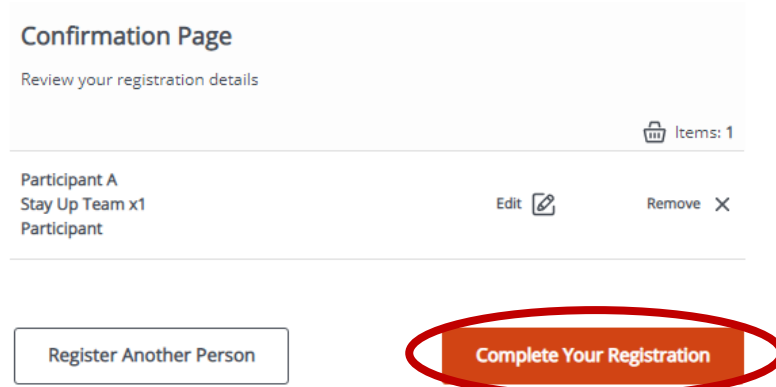 Confirmation Page
Review your registration details
Items: 1
Participant A
Stay Up Team x1
Participant
Edit
Remove
Register Another Person
Complete Your Registration